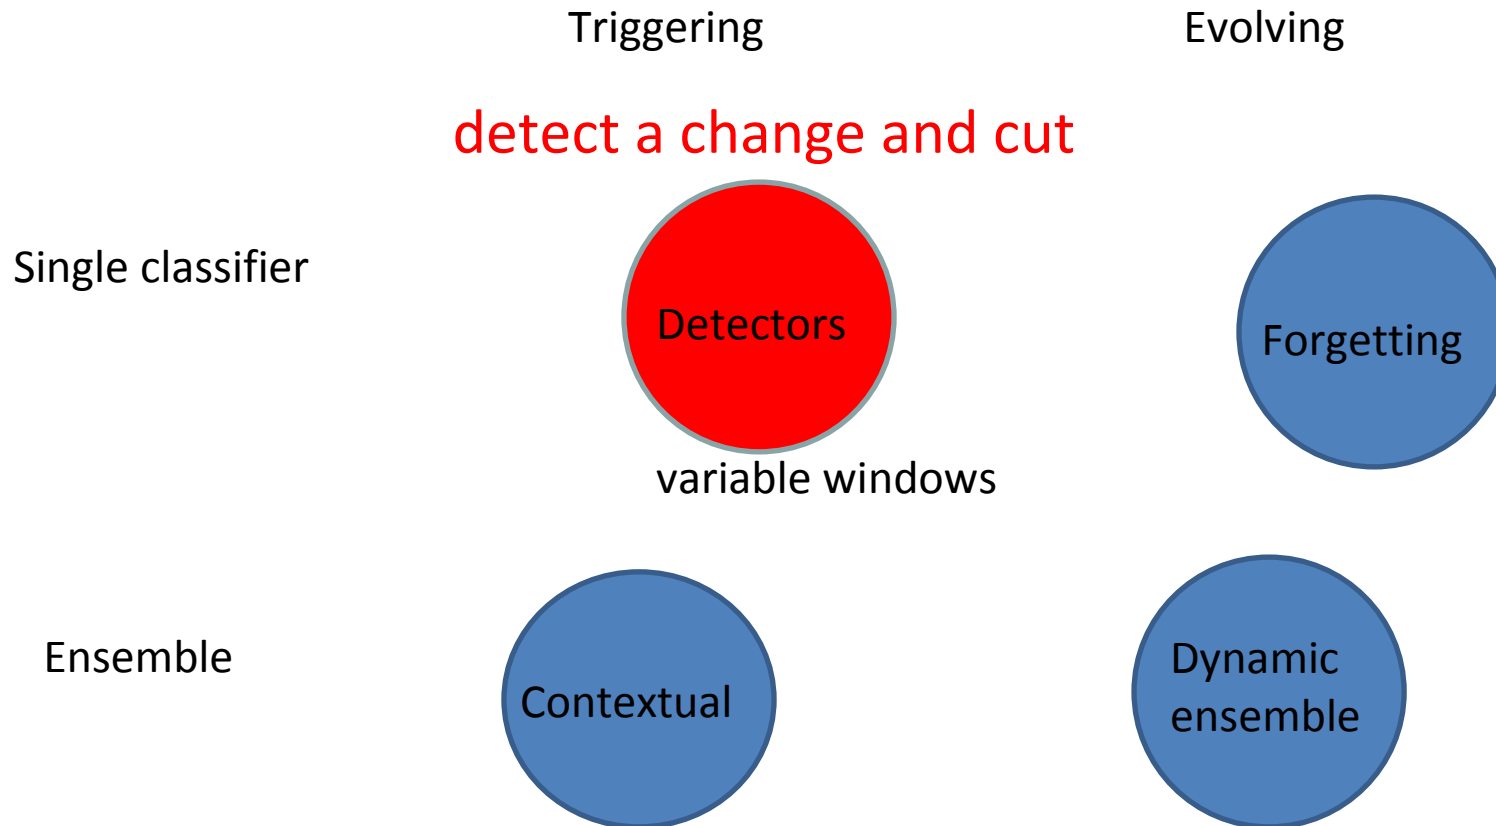 Triggering
Evolving
detect a change and cut
Single classifier
Detectors
Forgetting
variable windows
Ensemble
Contextual
Dynamic
ensemble